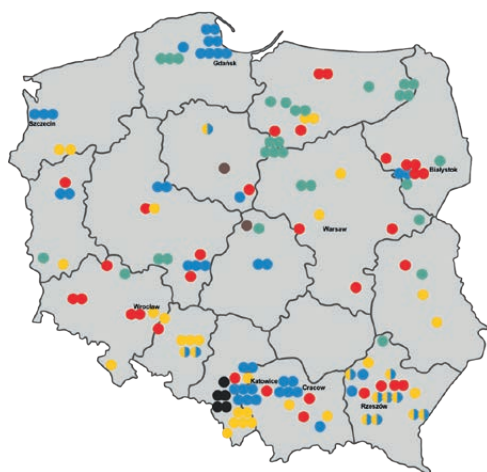 Gdańsk
Szczecin
Białystok
Warsaw
Wrocław
Katowice
Cracow
Rzeszów